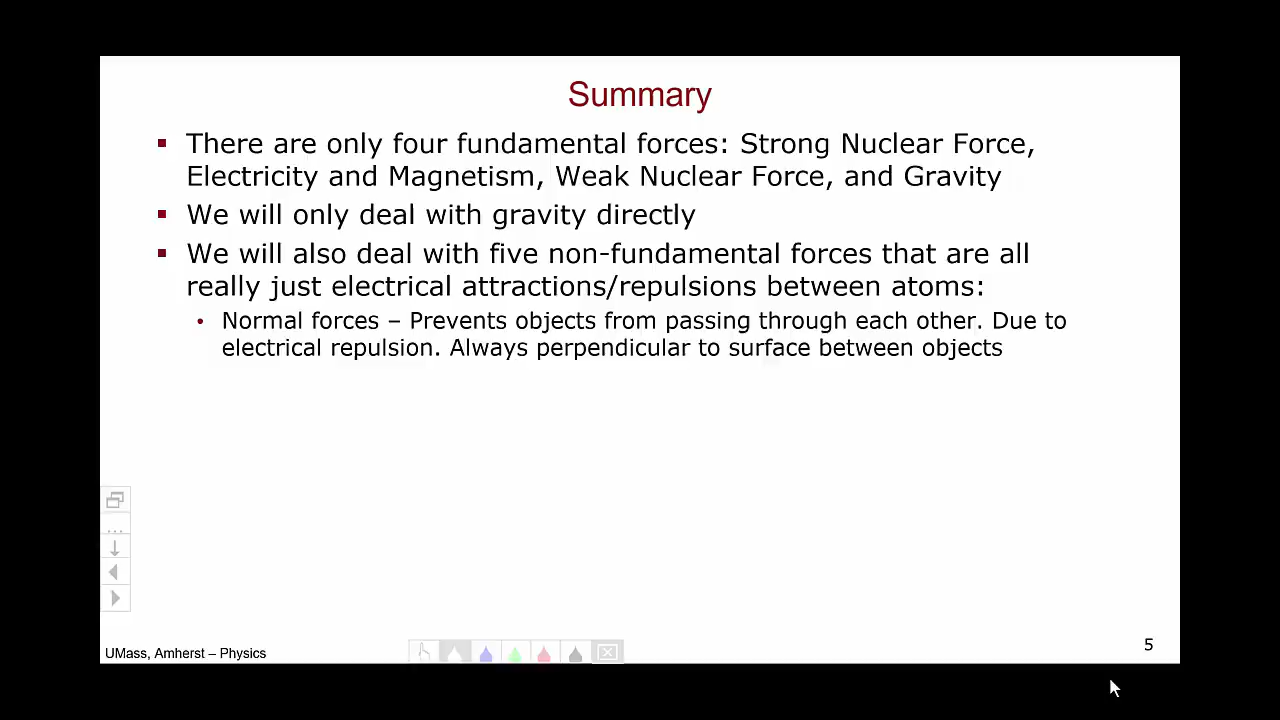 Summary
▪ There are only four fundamental forces: Strong Nuclear Force,
Electricity and Magnetism, Weak Nuclear Force, and Gravity
▪ We will only deal with gravity directly
▪ We will also deal with five non-fundamental forces that are all
really just electrical attractions/repulsions between atoms:
• Normal forces – Prevents objects from passing through each other. Due to
electrical repulsion. Always perpendicular to surface between objects
UMass, Amherst – Physics
5